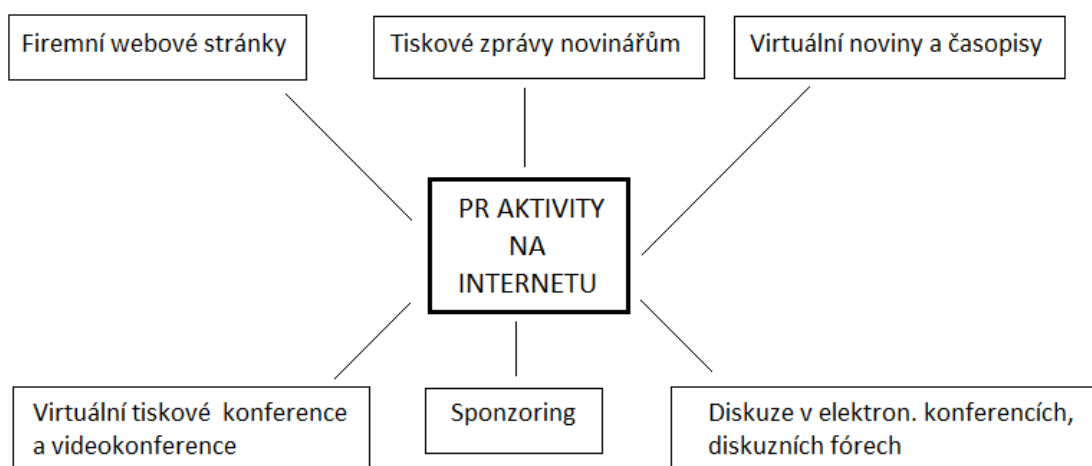 Firemní webové stránky
Tiskové zprávy novinářům
Virtuální noviny a časopisy
PR AKTIVITY
NA
INTERNETU
Virtuální tiskové konference
a videokonference
Sponzoring
Diskuze v elektron. konferencích,
diskuzních fórech